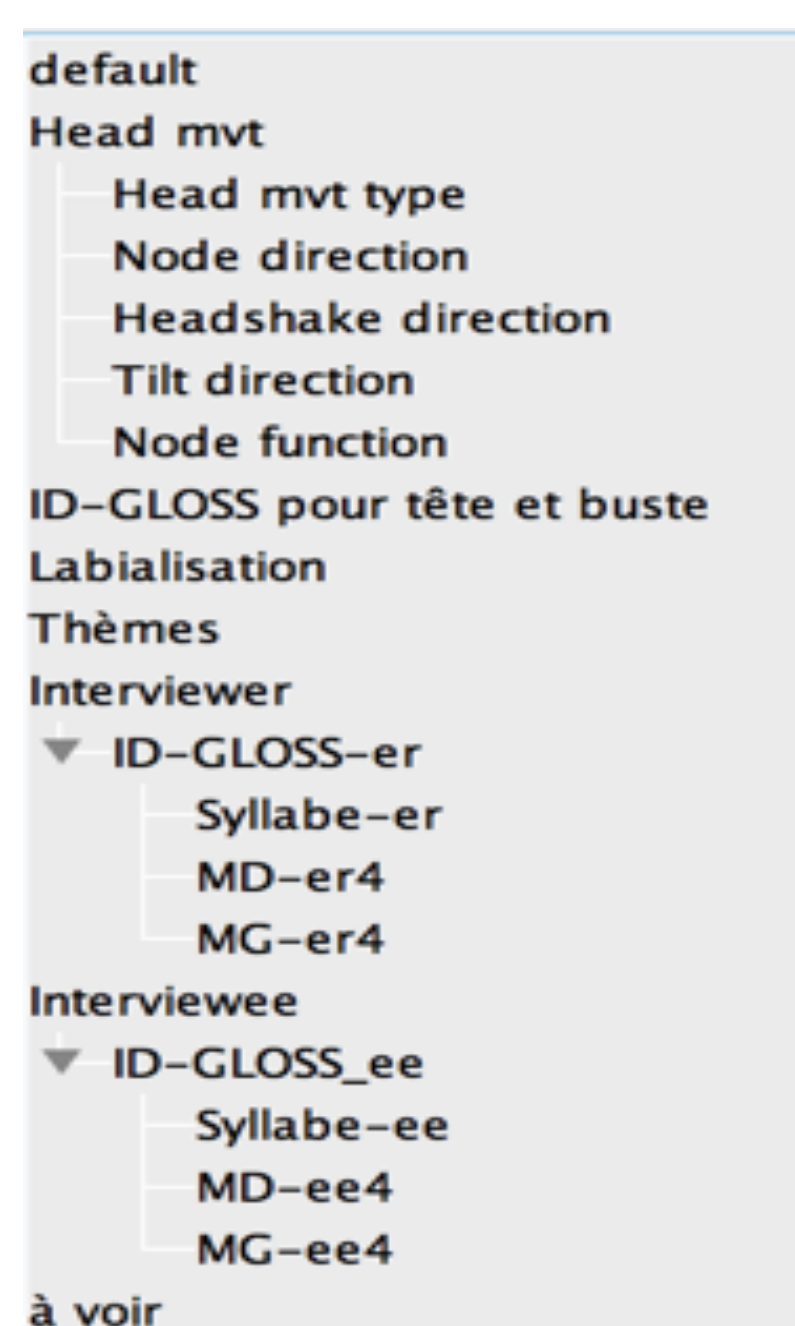 default
Head mvt
Head mvt type
Node direction
Headshake direction
Tilt direction
Node function
ID–GLOSS pour tête et buste
Labialisation
Thèmes
Interviewer
ID–GLOSS–er
Syllabe–er
MD–er4
MG–er4
Interviewee
ID–GLOSS_ee
Syllabe–ee
MD–ee4
MG–ee4
à voir